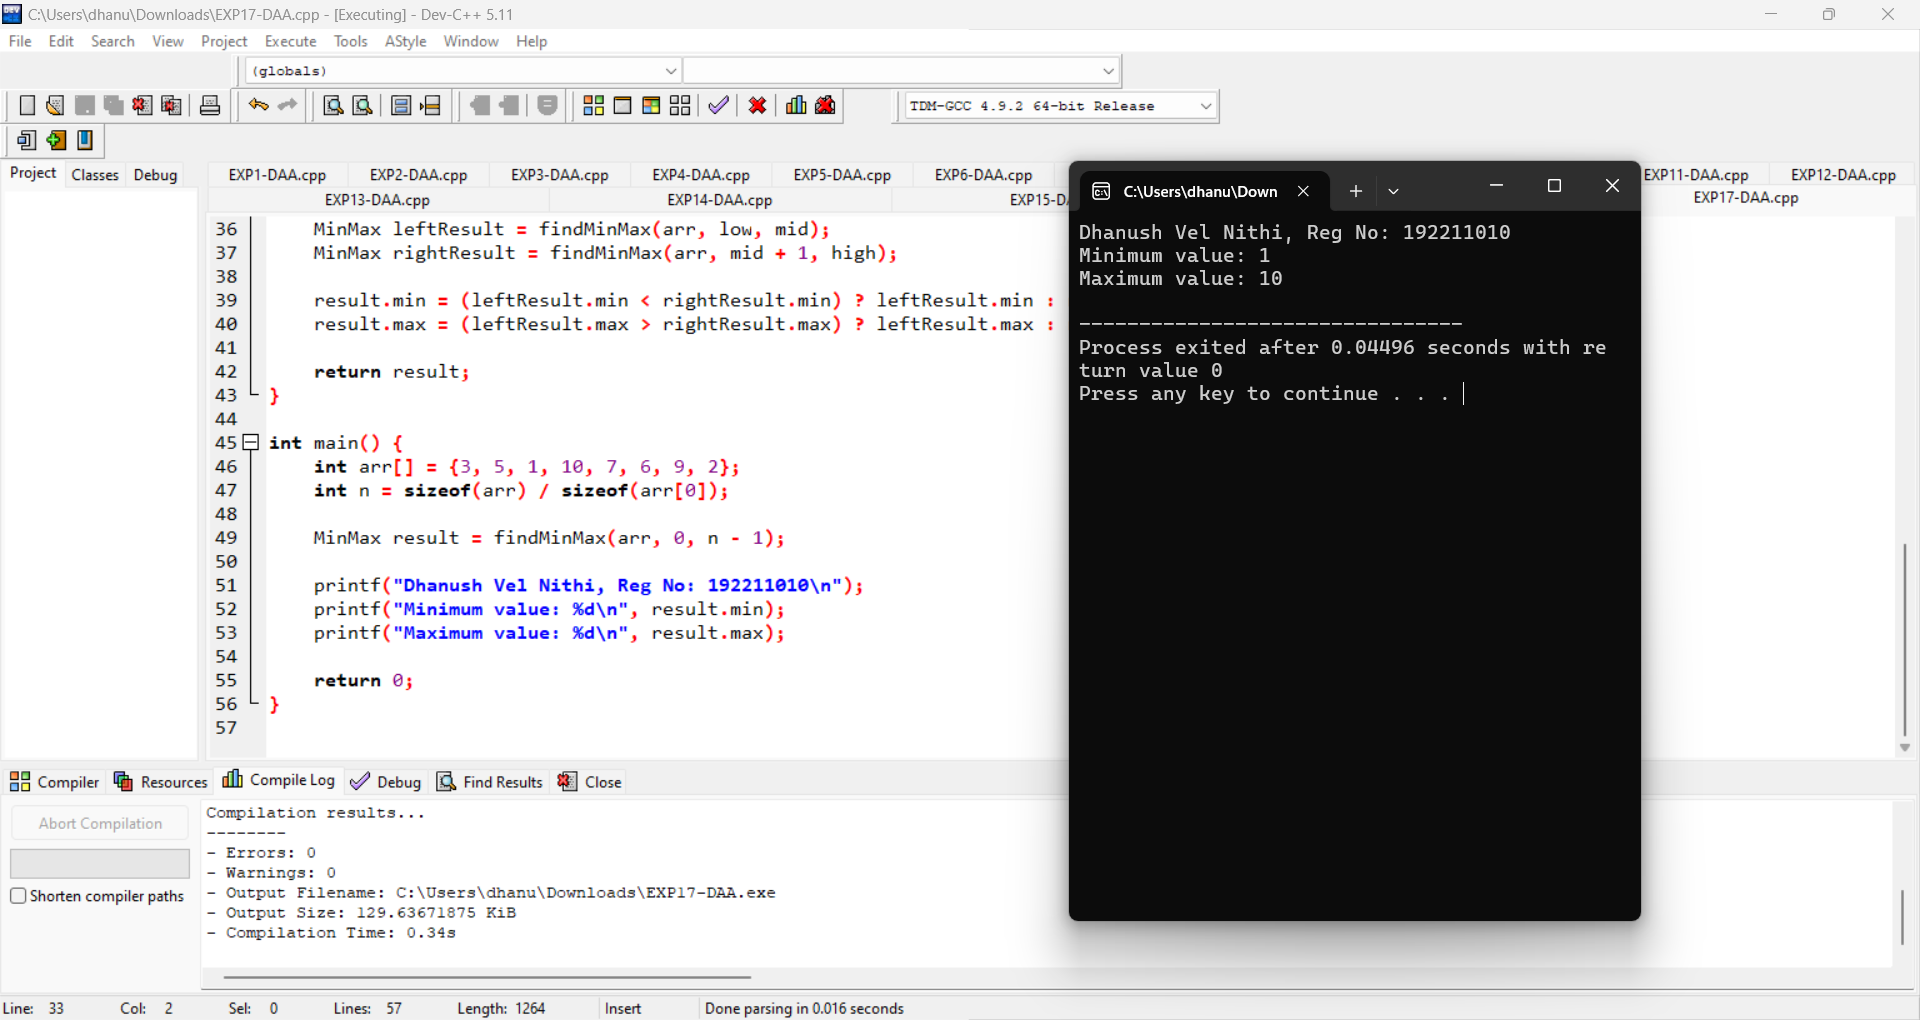 C:\Users\dhanu\Downloads\EXP17-DAA.cpp - [Executing] - Dev-C++ 5.11
File Edit Search View Project Execute Tools AStyle Window Help
(globals)
TDM-GCC 4.9.2 64-bit Release
Project Classes Debug
EXP1-DAA.cpp EXP2-DAA.cpp EXP3-DAA.cpp EXP4-DAA.cpp EXP5-DAA.cpp EXP6-DAA.cpp EXP11-DAA.cpp EXP12-DAA.cpp
EXP13-DAA.cpp EXP14-DAA.cpp EXP15-D EXP17-DAA.cpp
36 MinMax leftResult = findMinMax(arr, low, mid);
37 MinMax rightResult = findMinMax(arr, mid + 1, high);
38
39 result.min = (leftResult.min < rightResult.min) ? leftResult.min :
40 result.max = (leftResult.max > rightResult.max) ? leftResult.max :
41
42 return result;
43 }
44
45 int main() {
46 int arr[] = {3, 5, 1, 10, 7, 6, 9, 2};
47 int n = sizeof(arr) / sizeof(arr[0]);
48
49 MinMax result = findMinMax(arr, 0, n - 1);
50
51 printf("Dhanush Vel Nithi, Reg No: 192211010\n");
52 printf("Minimum value: %d\n", result.min);
53 printf("Maximum value: %d\n", result.max);
54
55 return 0;
56 }
57
C:\Users\dhanu\Down
Dhanush Vel Nithi, Reg No: 192211010
Minimum value: 1
Maximum value: 10
--------------------------------
Process exited after 0.04496 seconds with re
turn value 0
Press any key to continue . . .
Compiler Resources Compile Log Debug Find Results Close
Abort Compilation
Shorten compiler paths
Compilation results...
--------
- Errors: 0
- Warnings: 0
- Output Filename: C:\Users\dhanu\Downloads\EXP17-DAA.exe
- Output Size: 129.63671875 KiB
- Compilation Time: 0.34s
Line: 33 Col: 2 Sel: 0 Lines: 57 Length: 1264 Insert Done parsing in 0.016 seconds